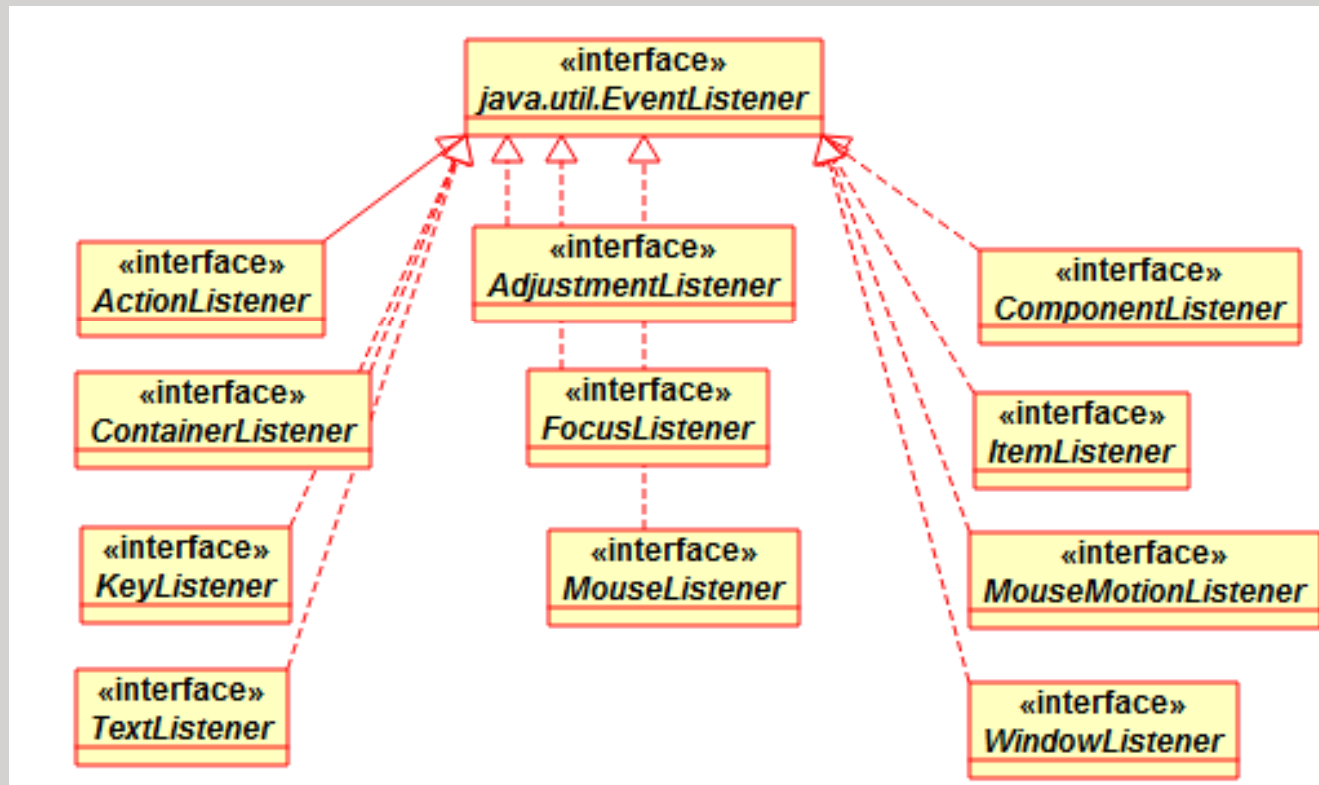 «interface»
java.util.EventListener
«interface»
ActionListener
«interface»
AdjustmentListener
«interface»
ComponentListener
«interface»
ContainerListener
«interface»
FocusListener
«interface»
ItemListener
«interface»
KeyListener
«interface»
MouseListener
«interface»
MouseMotionListener
«interface»
TextListener
«interface»
WindowListener